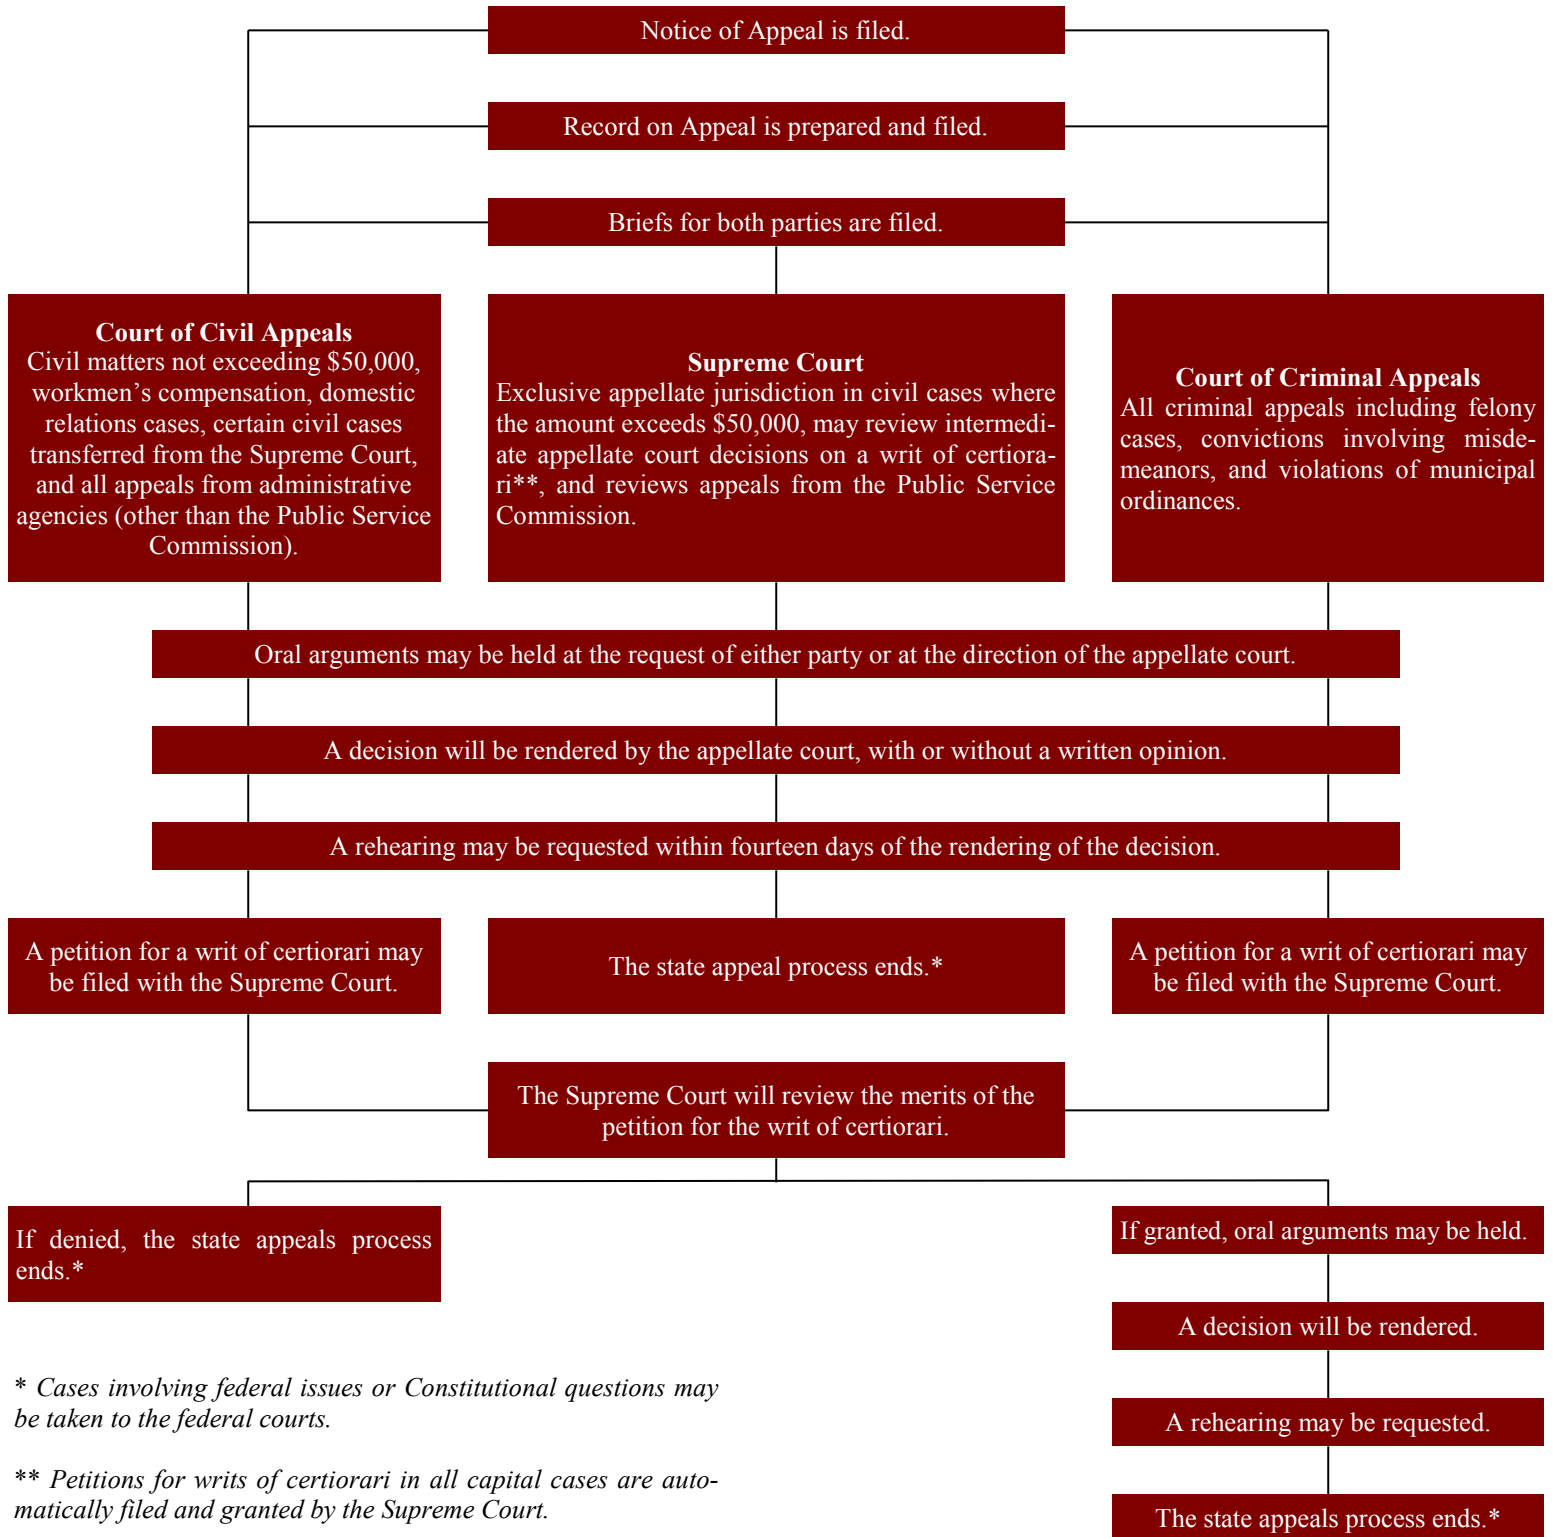 Notice of Appeal is filed.
Record on Appeal is prepared and filed.
Briefs for both parties are filed.
Court of Civil Appeals
Civil matters not exceeding $50,000,
workmen’s compensation, domestic
relations cases, certain civil cases
transferred from the Supreme Court,
and all appeals from administrative
agencies (other than the Public Service
Commission).
Supreme Court
Exclusive appellate jurisdiction in civil cases where
the amount exceeds $50,000, may review intermedi-
ate appellate court decisions on a writ of certiora-
ri**, and reviews appeals from the Public Service
Commission.
Court of Criminal Appeals
All criminal appeals including felony
cases, convictions involving misde-
meanors, and violations of municipal
ordinances.
Oral arguments may be held at the request of either party or at the direction of the appellate court.
A decision will be rendered by the appellate court, with or without a written opinion.
A rehearing may be requested within fourteen days of the rendering of the decision.
A petition for a writ of certiorari may
be filed with the Supreme Court.
The state appeal process ends.*
A petition for a writ of certiorari may
be filed with the Supreme Court.
The Supreme Court will review the merits of the
petition for the writ of certiorari.
If denied, the state appeals process
ends.*
If granted, oral arguments may be held.
A decision will be rendered.
A rehearing may be requested.
The state appeals process ends.*
* Cases involving federal issues or Constitutional questions may
be taken to the federal courts.
** Petitions for writs of certiorari in all capital cases are auto-
matically filed and granted by the Supreme Court.